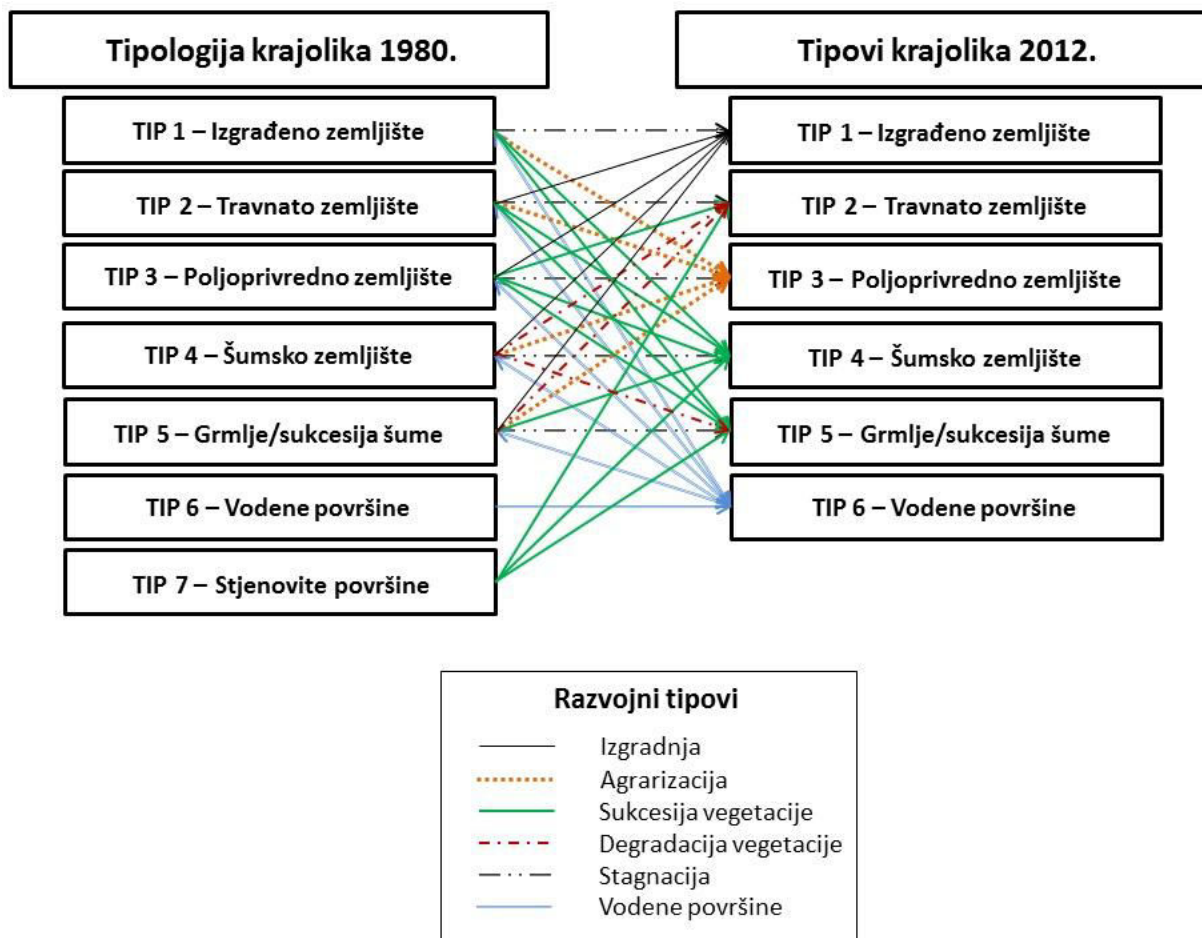 Tipologija krajolika 1980.
TIP 1 – Izgrađeno zemljište
TIP 2 – Travnato zemljište
TIP 3 – Poljoprivredno zemljište
TIP 4 – Šumsko zemljište
TIP 5 – Grmlje/sukcesija šume
TIP 6 – Vodene površine
TIP 7 – Stjenovite površine
Tipovi krajolika 2012.
TIP 1 – Izgrađeno zemljište
TIP 2 – Travnato zemljište
TIP 3 – Poljoprivredno zemljište
TIP 4 – Šumsko zemljište
TIP 5 – Grmlje/sukcesija šume
TIP 6 – Vodene površine
Razvojni tipovi
Izgradnja
Agrarizacija
Sukcesija vegetacije
Degradacija vegetacije
Stagnacija
Vodene površine